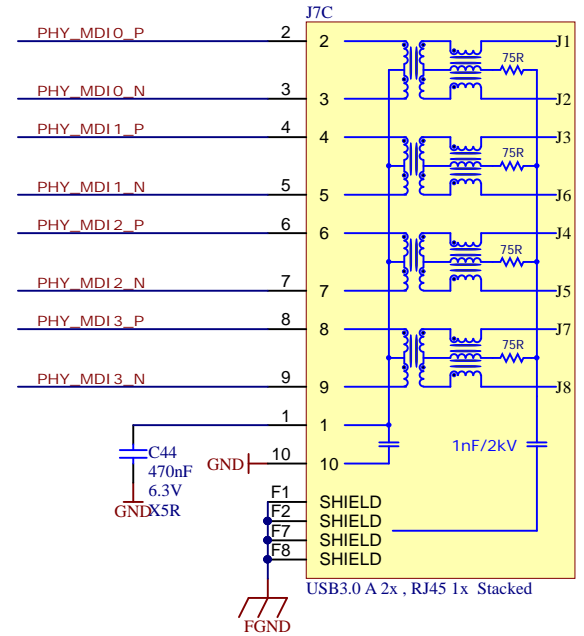 J7C
PHY_MDI0_P 2 2 J1
75R
PHY_MDI0_N 3 3 J2
PHY_MDI1_P 4 4 J3
75R
PHY_MDI1_N 5 5 J6
PHY_MDI2_P 6 6 J4
75R
PHY_MDI2_N 7 7 J5
PHY_MDI3_P 8 8 J7
75R
PHY_MDI3_N 9 9 J8
1 1
C44
470nF
6.3V
X5R
GND
1nF/2kV
GND 10 10
F1 SHIELD
F2 SHIELD
F7 SHIELD
F8 SHIELD
USB3.0 A 2x , RJ45 1x Stacked
FGND